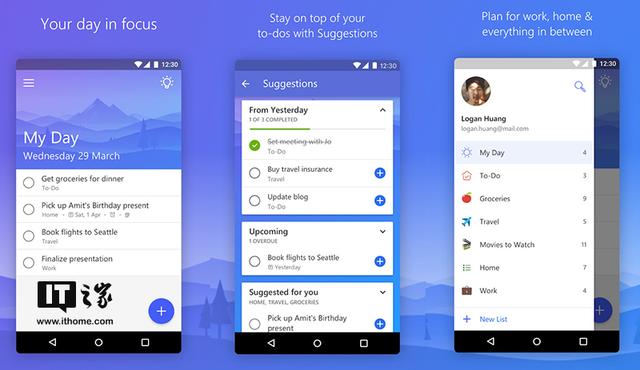 Your day in focus
12:30
My Day
Wednesday 29 March
Get groceries for dinner
To-Do
Pick up Amit's Birthday present
Home • Sat, 1 Apr •
Book flights to Seattle
Travel
Finalize presentation
Work
IT之家
www.ithome.com
Stay on top of your
to-dos with Suggestions
12:30
Suggestions
From Yesterday
1 OF 3 COMPLETED
Set meeting with Jo
To-Do
Buy travel insurance
Travel
Update blog
To-Do
Upcoming
1 OVERDUE
Book flights to Seattle
Yesterday
Suggested for you
HOME, TRAVEL, GROCERIES
Pick up Amit's Birthday
present
Plan for work, home &
everything in between
12:30
Logan Huang
logan.huang@mail.com
My Day 4
To-Do 3
Groceries 9
Travel 5
Movies to Watch 11
Home 7
Work 4
New List